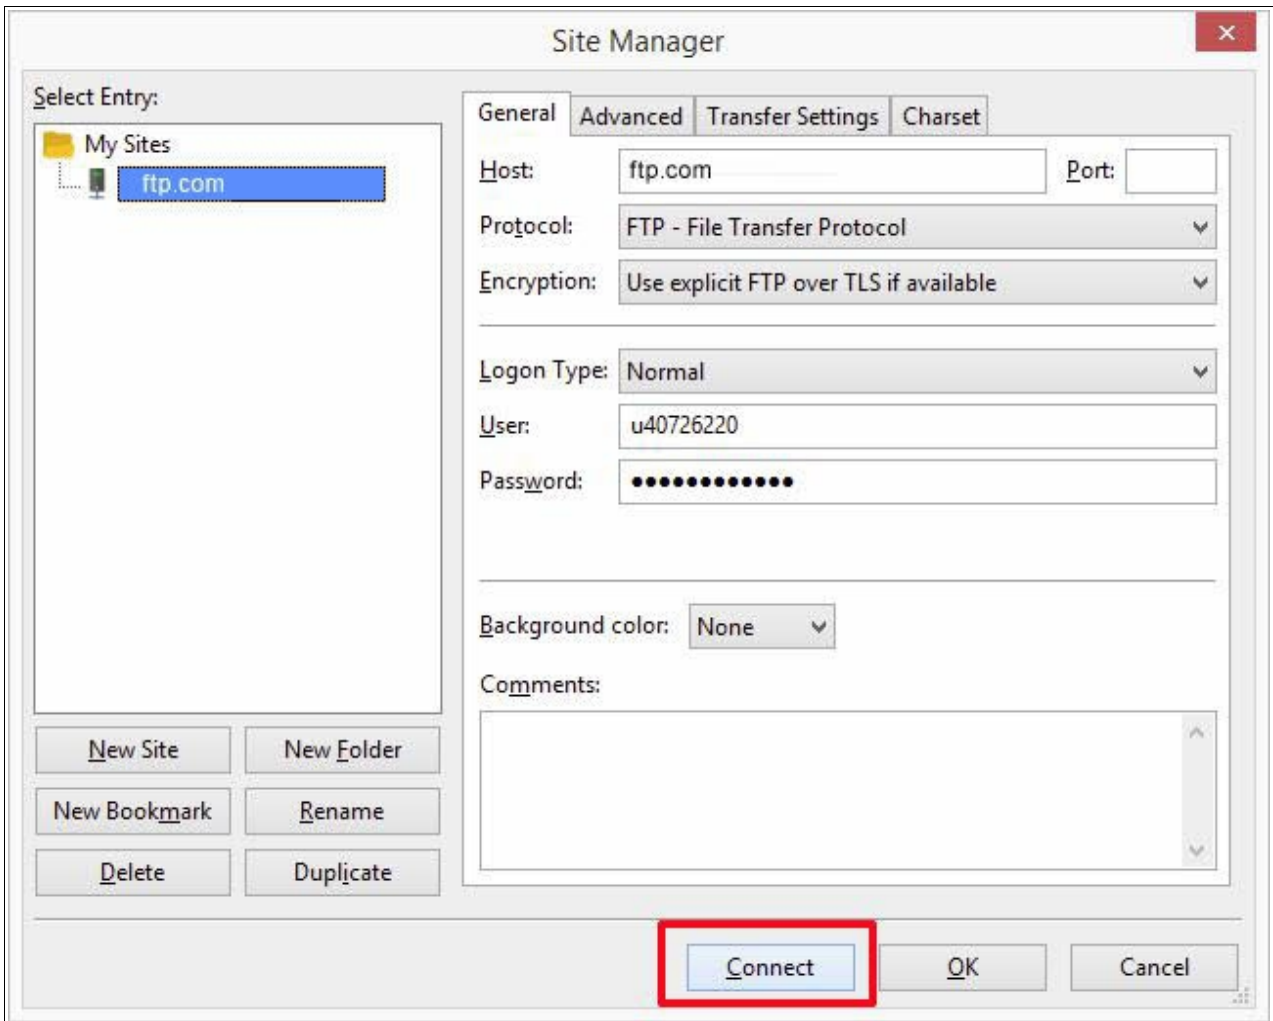 Site Manager
Select Entry:
My Sites
ftp.com
New Site
New Folder
New Bookmark
Rename
Delete
Duplicate
General
Advanced
Transfer Settings
Charset
Host:
ftp.com
Port:
Protocol:
FTP - File Transfer Protocol
Encryption:
Use explicit FTP over TLS if available
Logon Type:
Normal
User:
u40726220
Password:
••••••••••••
Background color:
None
Comments:
Connect
OK
Cancel